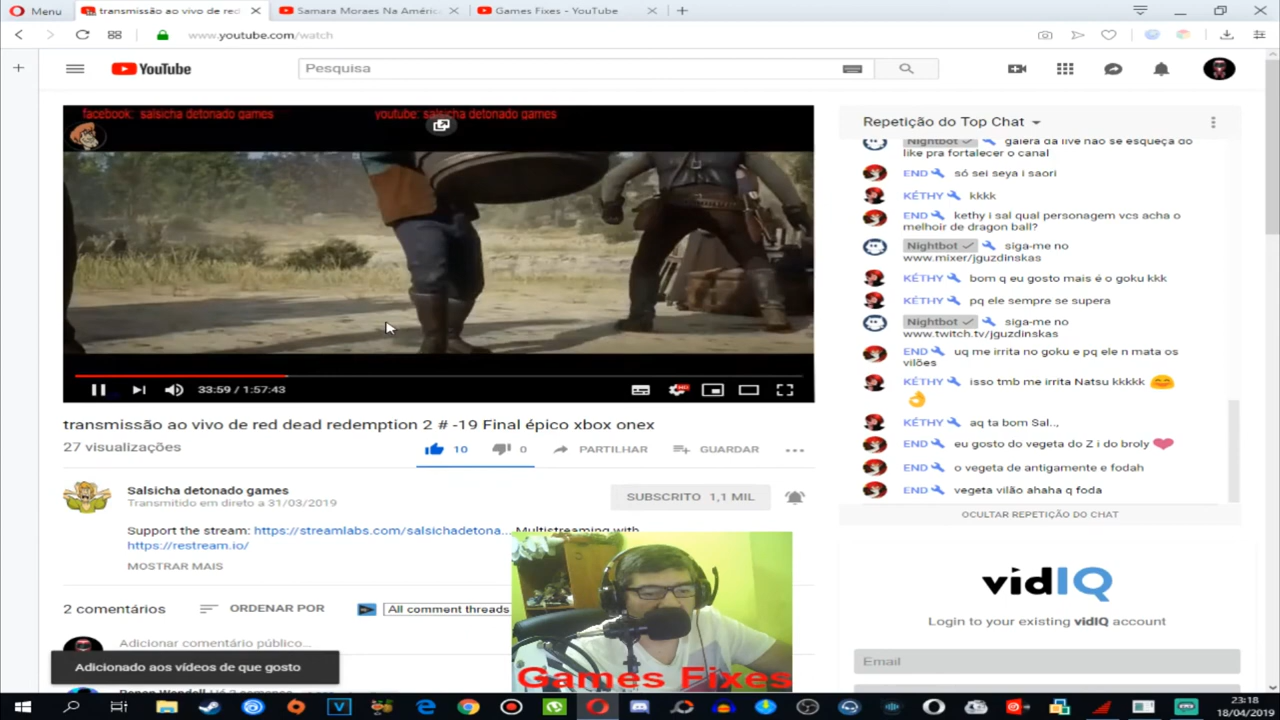 Menu
transmissão ao vivo de red
Samara Moraes Na Améric
Games Fixes - YouTube
www.youtube.com/watch
YouTube
Pesquisa
facebook: salsicha detonado games
youtube: salsicha detonado games
33:59 / 1:57:43
HD
transmissão ao vivo de red dead redemption 2 # -19 Final épico xbox onex
27 visualizações
10
0
PARTILHAR
GUARDAR
Salsicha detonado games
Transmitido em direto a 31/03/2019
SUBSCRITO 1,1 MIL
Support the stream: https://streamlabs.com/salsichadetona... Multistreaming with
https://restream.io/
MOSTRAR MAIS
2 comentários
ORDENAR POR
All comment threads
Adicionar comentário público...
Adicionado aos vídeos de que gosto
Games Fixes
Repetição do Top Chat
Nightbot galera da live não se esqueça do
like pra fortalecer o canal
END só sei seya i saori
KÉTHY kkkk
END kethy i sal qual personagem vcs acha o
melhoir de dragon ball?
Nightbot siga-me no
www.mixer/jguzdinskas
KÉTHY bom q eu gosto mais é o goku kkk
KÉTHY pq ele sempre se supera
Nightbot siga-me no
www.twitch.tv/jguzdinskas
END uq me irrita no goku e pq ele n mata os
vilões
KÉTHY isso tmb me irrita Natsu kkkkk
KÉTHY aq ta bom Sal..,
END eu gosto do vegeta do Z i do broly
END o vegeta de antigamente e fodah
END vegeta vilão ahaha q foda
OCULTAR REPETIÇÃO DO CHAT
vidIQ
Login to your existing vidIQ account
Email
23:18
18/04/2019